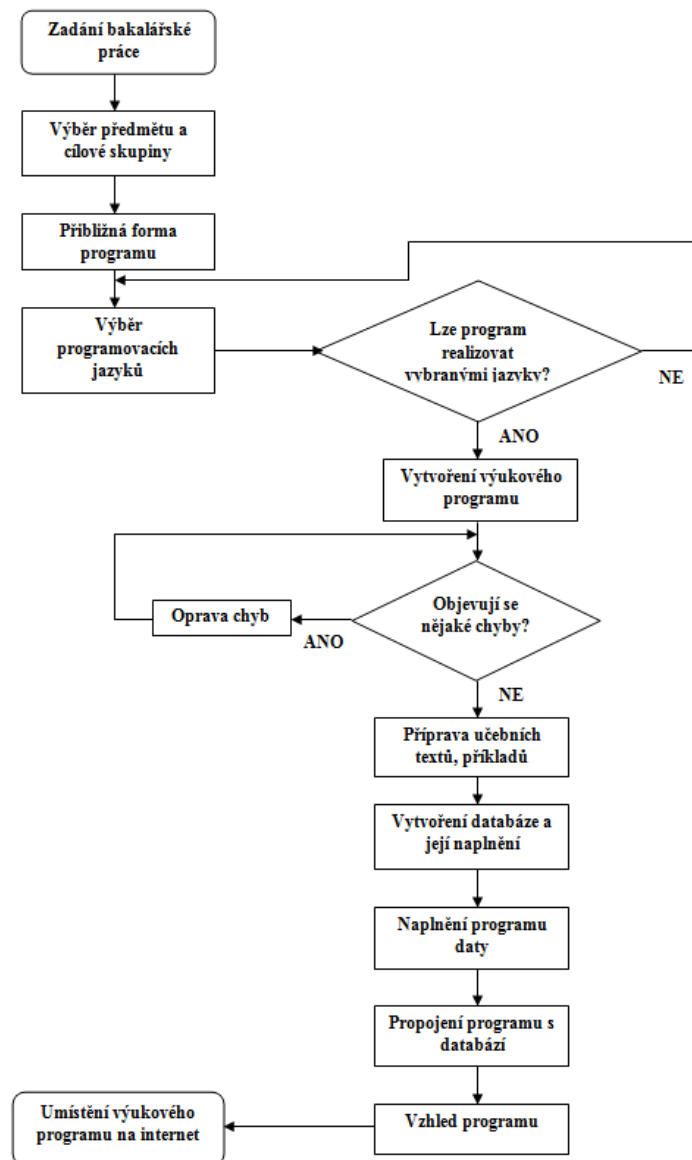 Zadání bakalářské
práce
Výběr předmětu a
cílové skupiny
Přibližná forma
programu
Výběr
programovacích
jazyků
Lze program
realizovat
vybranými jazyky?
NE
ANO
Vytvoření výukového
programu
Objevují se
nějaké chyby?
Oprava chyb
ANO
NE
Příprava učebních
textů, příkladů
Vytvoření databáze a
její naplnění
Naplnění programu
daty
Propojení programu s
databází
Vzhled programu
Umístění výukového
programu na internet